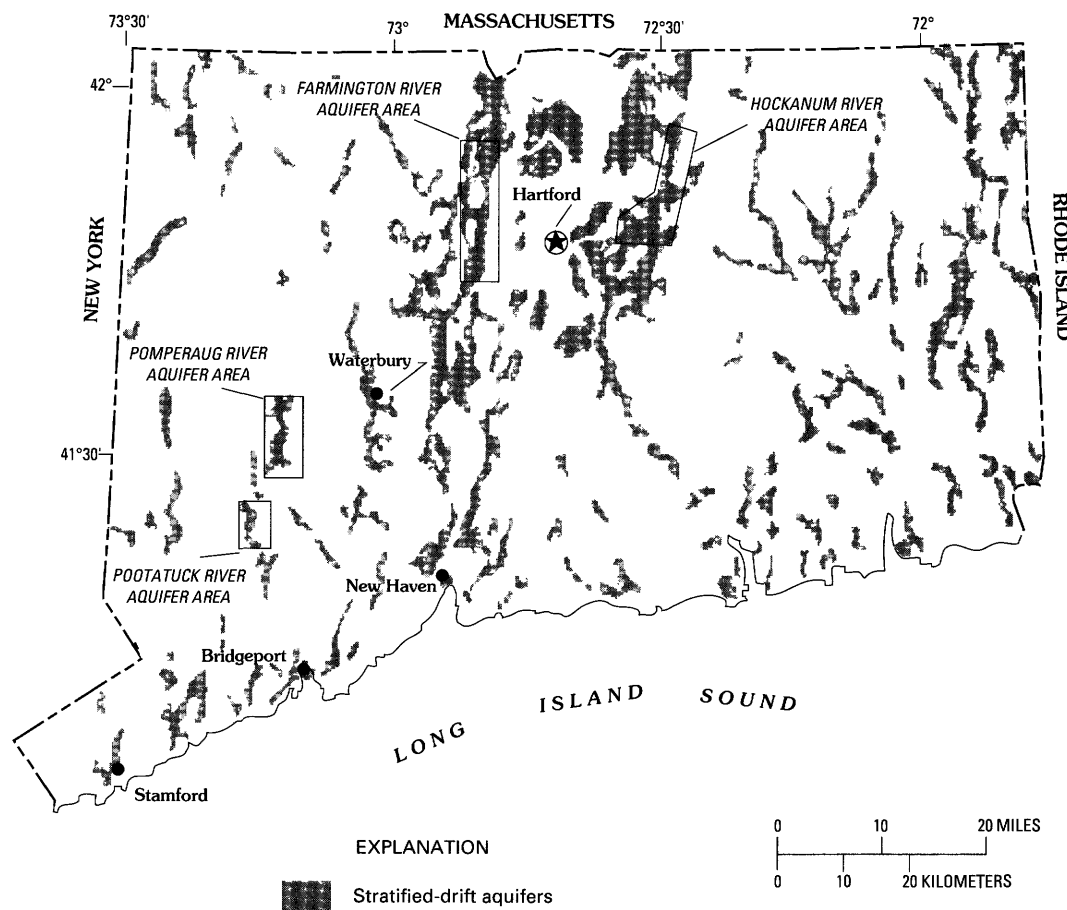 MASSACHUSETTS
73°30'
73°
72°30'
72°
42°
FARMINGTON RIVER
AQUIFER AREA
HOCKANUM RIVER
AQUIFER AREA
Hartford
NEW YORK
RHODE ISLAND
POMPERAUG RIVER
AQUIFER AREA
Waterbury
41°30'
POOTATUCK RIVER
AQUIFER AREA
New Haven
Bridgeport
LONG ISLAND SOUND
Stamford
EXPLANATION
Stratified-drift aquifers
0 10 20 MILES
0 10 20 KILOMETERS